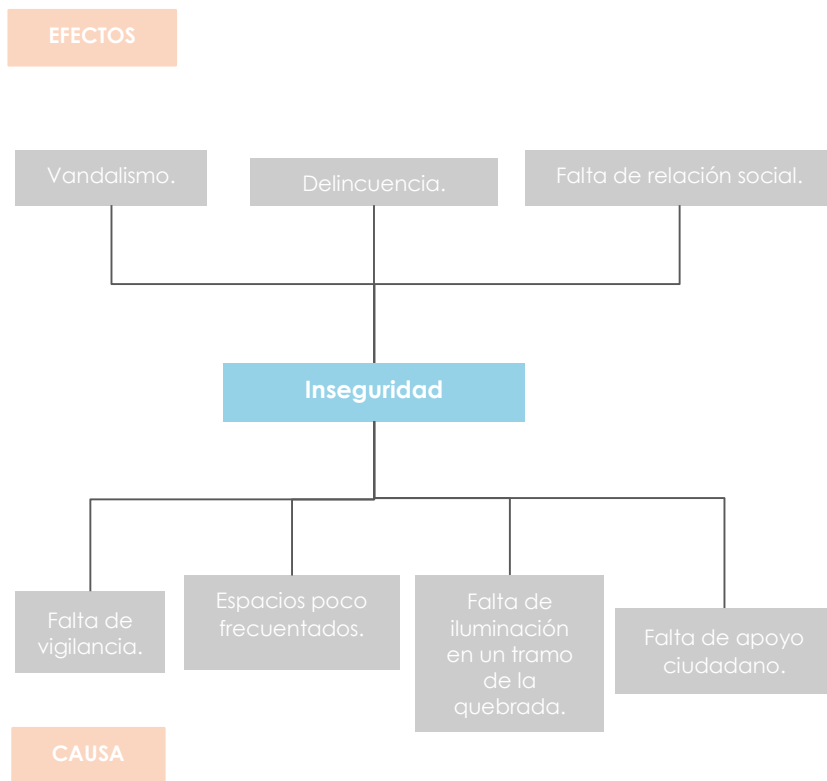 EFECTOS
Vandalismo.
Delincuencia.
Falta de relación social.
Inseguridad
Falta de
vigilancia.
Espacios poco
frecuentados.
Falta de
iluminación
en un tramo
de la
quebrada.
Falta de apoyo
ciudadano.
CAUSA